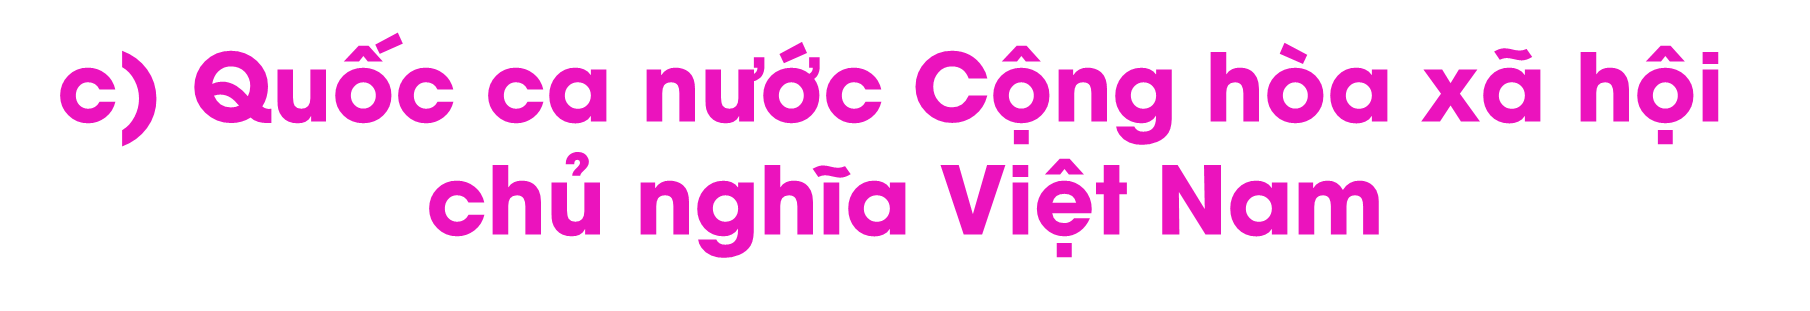 c) Quốc ca nước Cộng hòa xã hội
chủ nghĩa Việt Nam